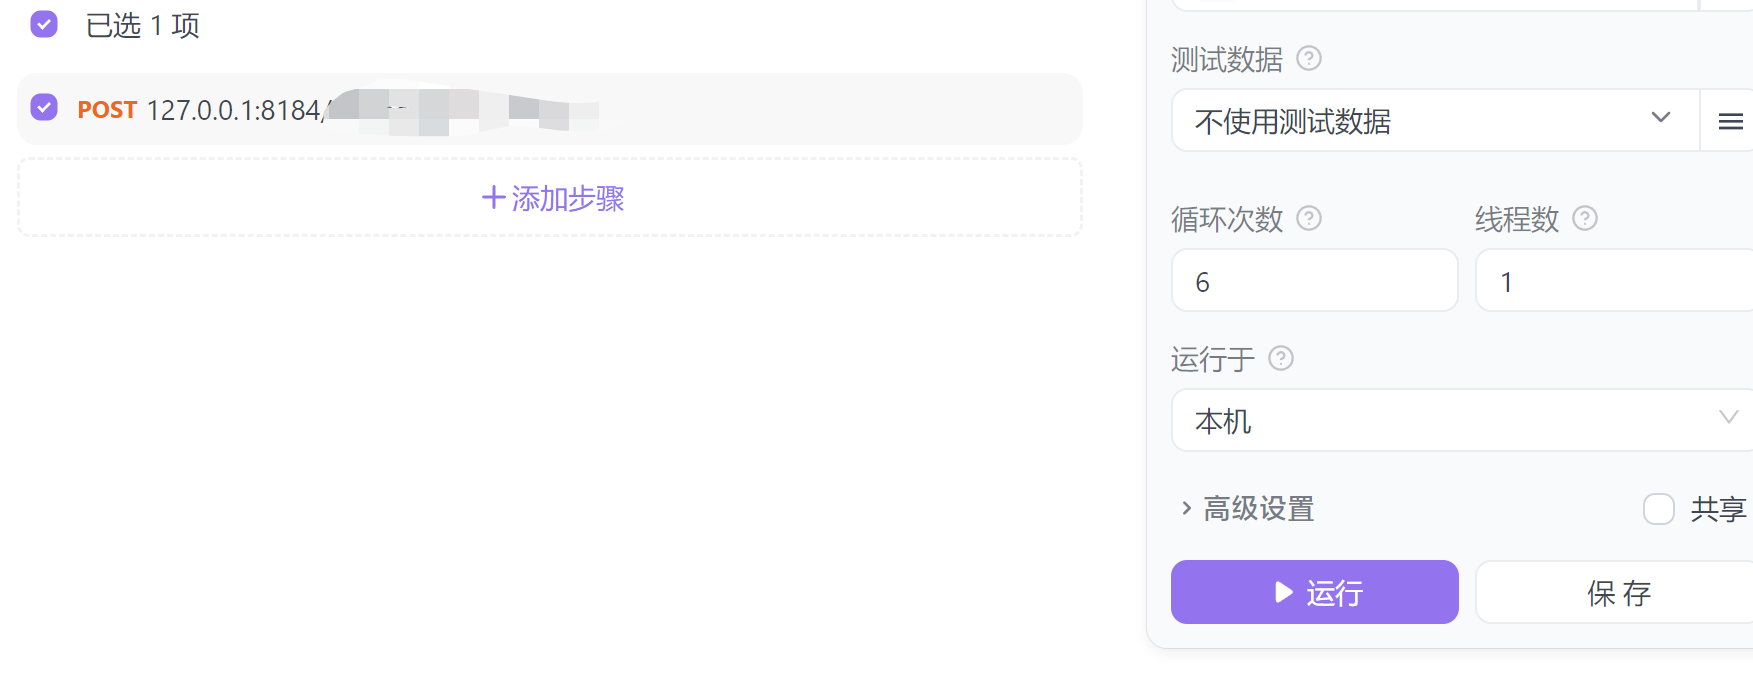 已选 1 项
POST 127.0.0.1:8184/
添加步骤
测试数据
不使用测试数据
循环次数 线程数
6 1
运行于
本机
高级设置 共享
运行 保存